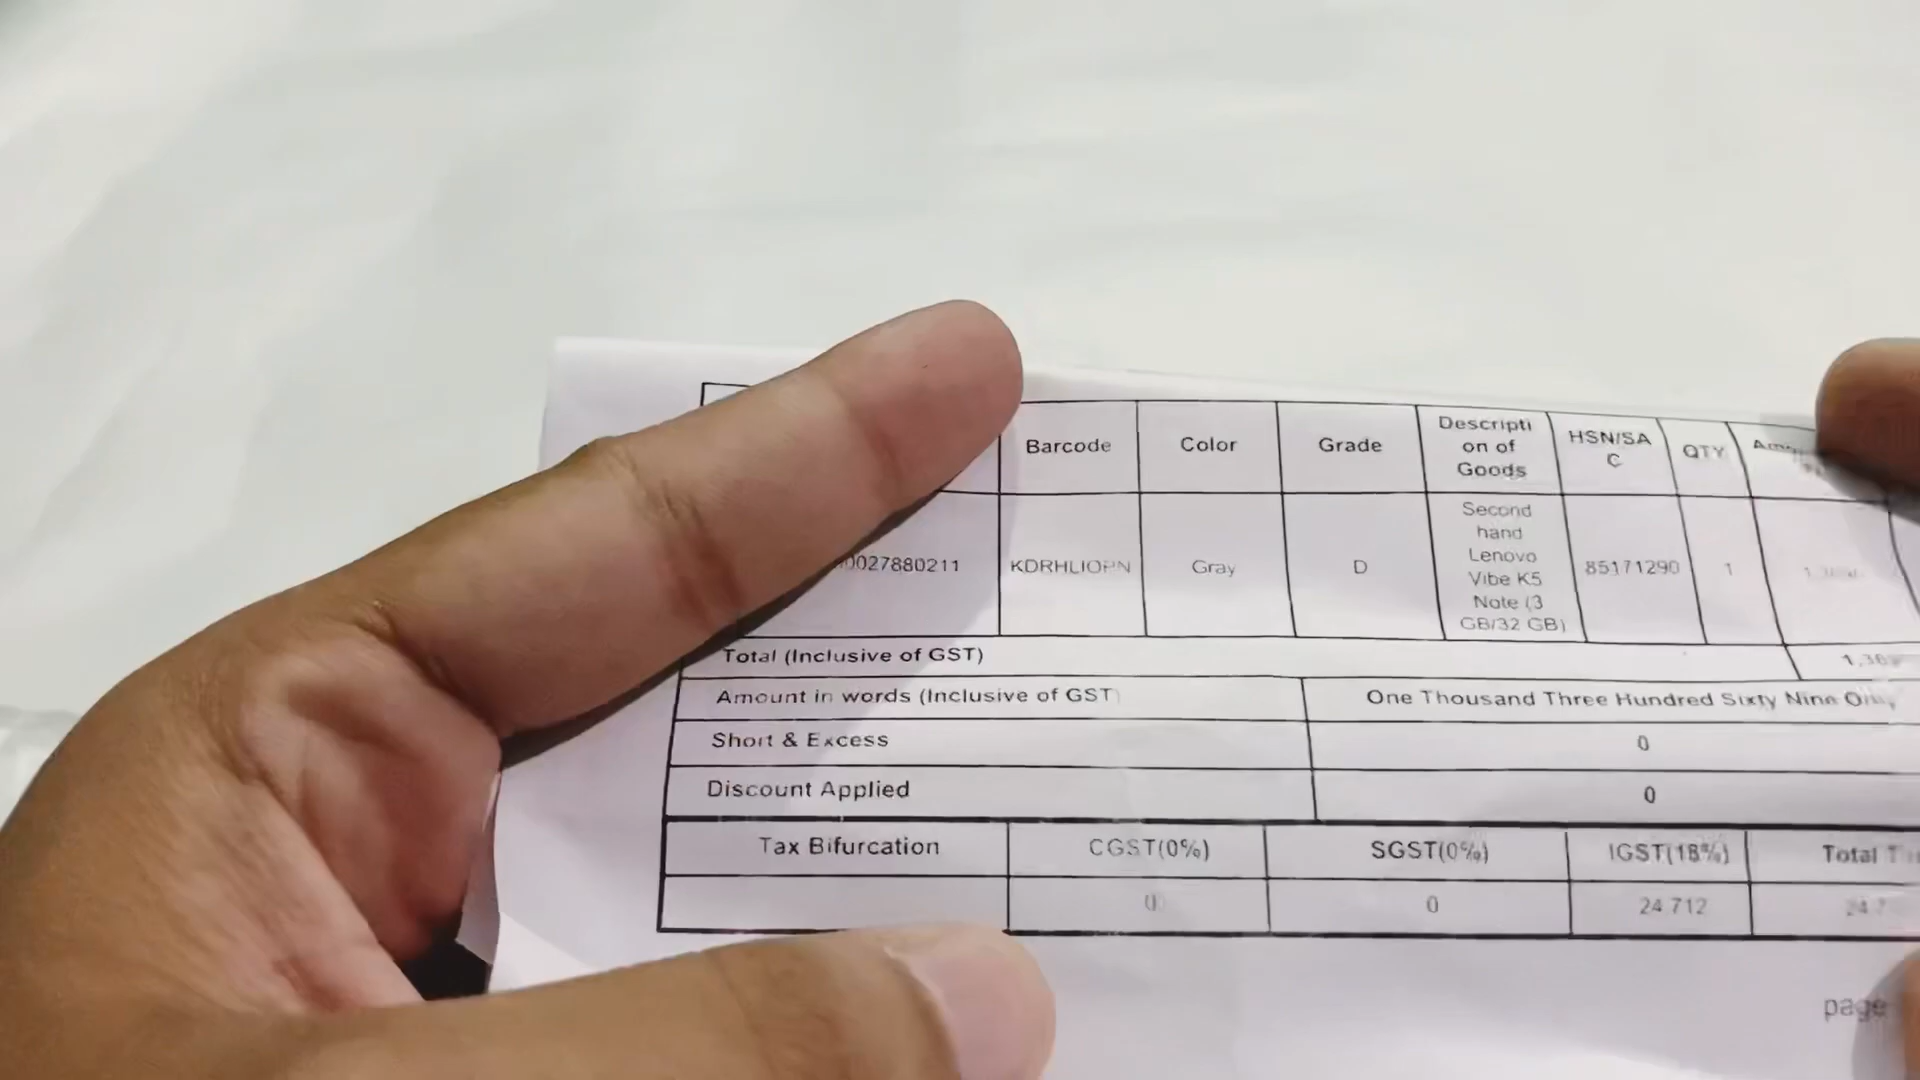 Barcode Color Grade Descripti on of Goods HSN/SA C QTY
0027880211 KDRHLIOPN Gray D Second hand Lenovo Vibe K5 Note (3 GB/32 GB) 85171290 1
Total (Inclusive of GST)
Amount in words (Inclusive of GST) One Thousand Three Hundred Sixty Nine Only
Short & Excess 0
Discount Applied 0
Tax Bifurcation CGST(0%) SGST(0%) IGST(18%) Total
0 0 24.712
page